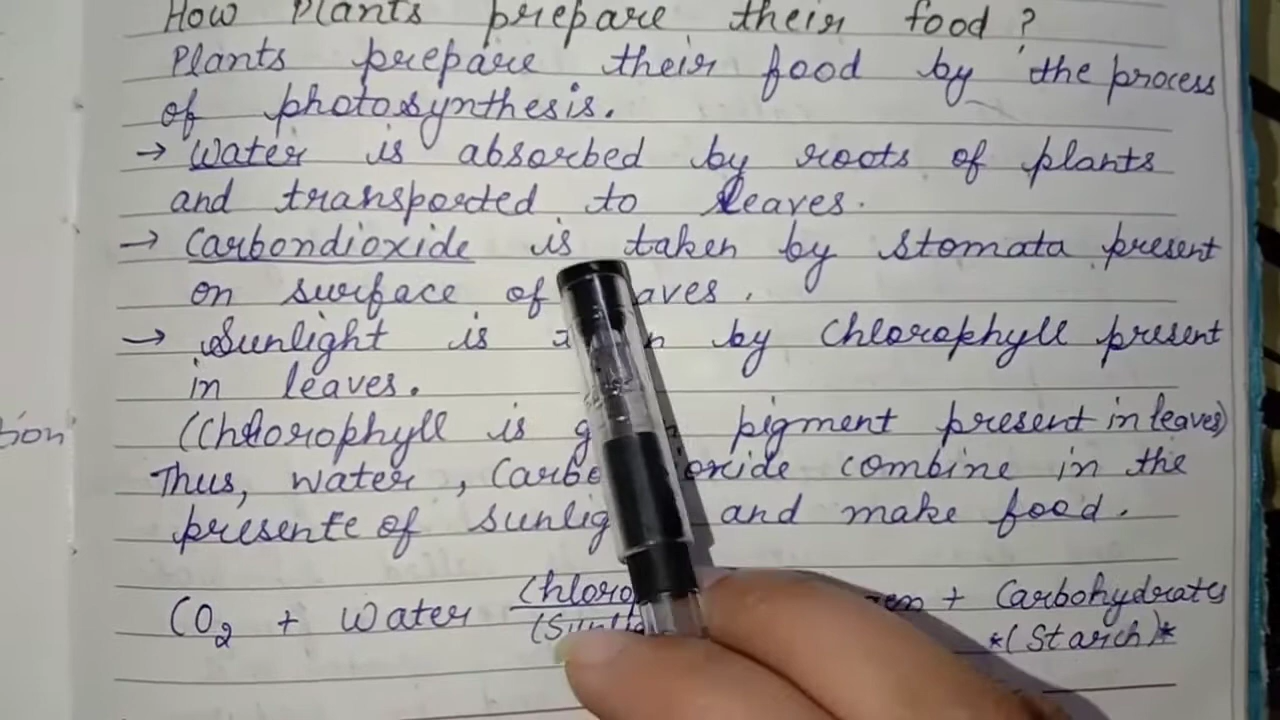 How Plants prepare their food ?
Plants prepare their food by the process
of photosynthesis.
→ Water is absorbed by roots of plants
and transported to leaves.
→ Carbondioxide is taken by stomata present
on surface of
→ Sunlight is by Chlorophyll present
in leaves.
(Chlorophyll is pigment present in leaves)
Thus, water, combine in the
presente of and make food.
CO2 + Water + Carbohydrates
*(Starch)*